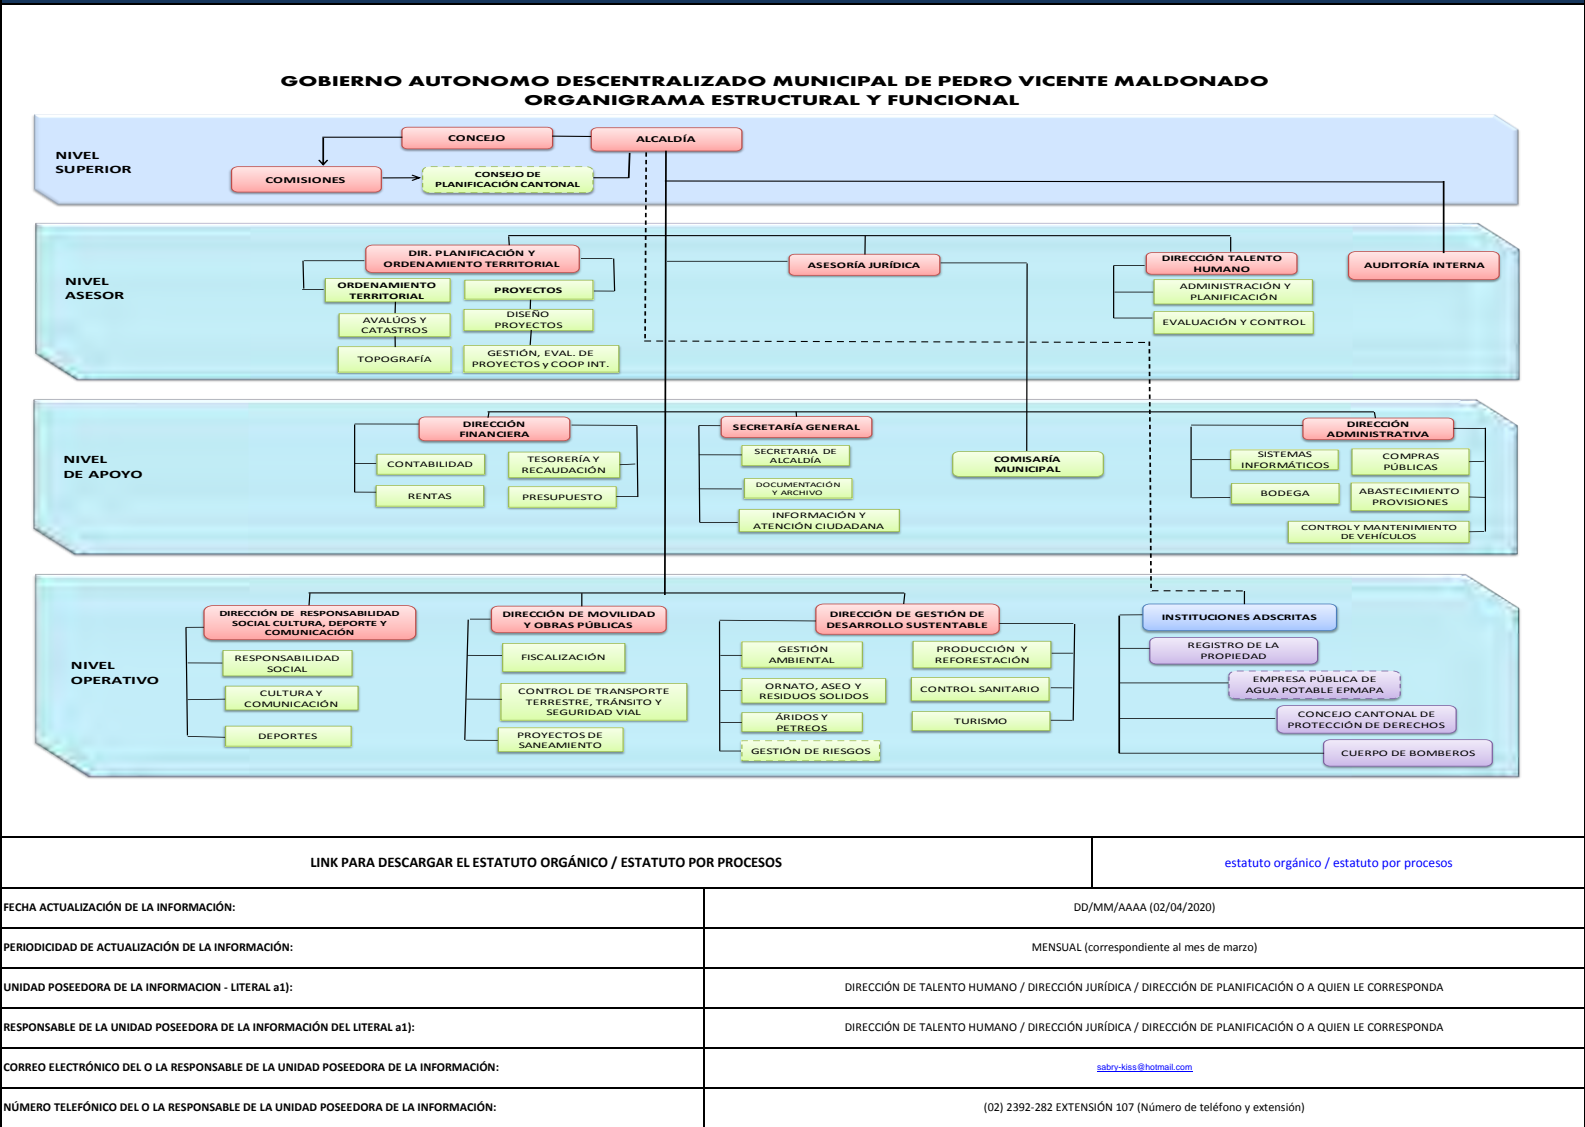 GOBIERNO AUTONOMO DESCENTRALIZADO MUNICIPAL DE PEDRO VICENTE MALDONADO
ORGANIGRAMA ESTRUCTURAL Y FUNCIONAL
NIVEL
SUPERIOR
CONCEJO
ALCALDÍA
COMISIONES
CONSEJO DE
PLANIFICACIÓN CANTONAL
NIVEL
ASESOR
DIR. PLANIFICACIÓN Y
ORDENAMIENTO TERRITORIAL
ORDENAMIENTO
TERRITORIAL
AVALÚOS Y
CATASTROS
TOPOGRAFÍA
PROYECTOS
DISEÑO
PROYECTOS
GESTIÓN, EVAL. DE
PROYECTOS y COOP INT.
ASESORÍA JURÍDICA
DIRECCIÓN TALENTO
HUMANO
ADMINISTRACIÓN Y
PLANIFICACIÓN
EVALUACIÓN Y CONTROL
AUDITORÍA INTERNA
NIVEL
DE APOYO
DIRECCIÓN
FINANCIERA
CONTABILIDAD
RENTAS
TESORERÍA Y
RECAUDACIÓN
PRESUPUESTO
SECRETARÍA GENERAL
SECRETARIA DE
ALCALDÍA
DOCUMENTACIÓN
Y ARCHIVO
INFORMACIÓN Y
ATENCIÓN CIUDADANA
COMISARÍA
MUNICIPAL
DIRECCIÓN
ADMINISTRATIVA
SISTEMAS
INFORMÁTICOS
BODEGA
COMPRAS
PÚBLICAS
ABASTECIMIENTO
PROVISIONES
CONTROL Y MANTENIMIENTO
DE VEHÍCULOS
NIVEL
OPERATIVO
DIRECCIÓN DE RESPONSABILIDAD
SOCIAL CULTURA, DEPORTE Y
COMUNICACIÓN
RESPONSABILIDAD
SOCIAL
CULTURA Y
COMUNICACIÓN
DEPORTES
DIRECCIÓN DE MOVILIDAD
Y OBRAS PÚBLICAS
FISCALIZACIÓN
CONTROL DE TRANSPORTE
TERRESTRE, TRÁNSITO Y
SEGURIDAD VIAL
PROYECTOS DE
SANEAMIENTO
DIRECCIÓN DE GESTIÓN DE
DESARROLLO SUSTENTABLE
GESTIÓN
AMBIENTAL
ORNATO, ASEO Y
RESIDUOS SOLIDOS
ÁRIDOS Y
PETREOS
GESTIÓN DE RIESGOS
PRODUCCIÓN Y
REFORESTACIÓN
CONTROL SANITARIO
TURISMO
INSTITUCIONES ADSCRITAS
REGISTRO DE LA
PROPIEDAD
EMPRESA PÚBLICA DE
AGUA POTABLE EPMAPA
CONCEJO CANTONAL DE
PROTECCIÓN DE DERECHOS
CUERPO DE BOMBEROS
LINK PARA DESCARGAR EL ESTATUTO ORGÁNICO / ESTATUTO POR PROCESOS
estatuto orgánico / estatuto por procesos
FECHA ACTUALIZACIÓN DE LA INFORMACIÓN:
DD/MM/AAAA (02/04/2020)
PERIODICIDAD DE ACTUALIZACIÓN DE LA INFORMACIÓN:
MENSUAL (correspondiente al mes de marzo)
UNIDAD POSEEDORA DE LA INFORMACION - LITERAL a1):
DIRECCIÓN DE TALENTO HUMANO / DIRECCIÓN JURÍDICA / DIRECCIÓN DE PLANIFICACIÓN O A QUIEN LE CORRESPONDA
RESPONSABLE DE LA UNIDAD POSEEDORA DE LA INFORMACIÓN DEL LITERAL a1):
DIRECCIÓN DE TALENTO HUMANO / DIRECCIÓN JURÍDICA / DIRECCIÓN DE PLANIFICACIÓN O A QUIEN LE CORRESPONDA
CORREO ELECTRÓNICO DEL O LA RESPONSABLE DE LA UNIDAD POSEEDORA DE LA INFORMACIÓN:
sabry-kiss@hotmail.com
NÚMERO TELEFÓNICO DEL O LA RESPONSABLE DE LA UNIDAD POSEEDORA DE LA INFORMACIÓN:
(02) 2392-282 EXTENSIÓN 107 (Número de teléfono y extensión)